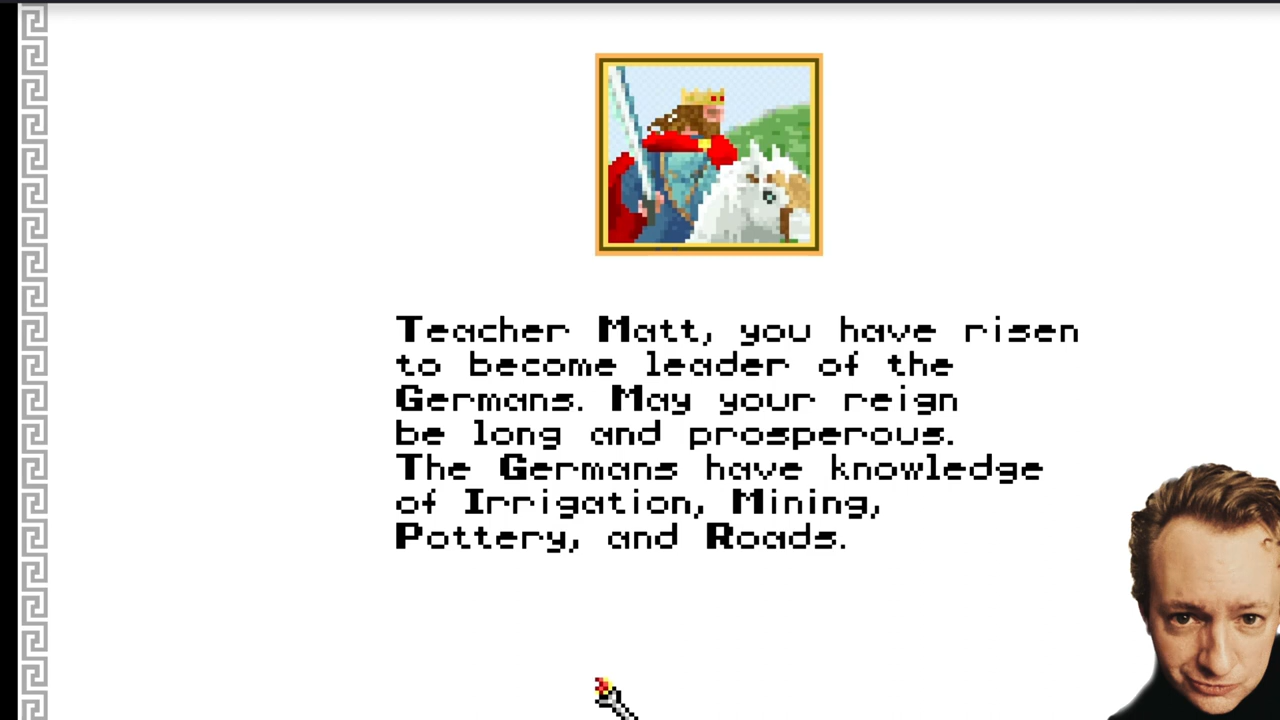 Teacher Matt, you have risen
to become leader of the
Germans. May your reign
be long and prosperous.
The Germans have knowledge
of Irrigation, Mining,
Pottery, and Roads.